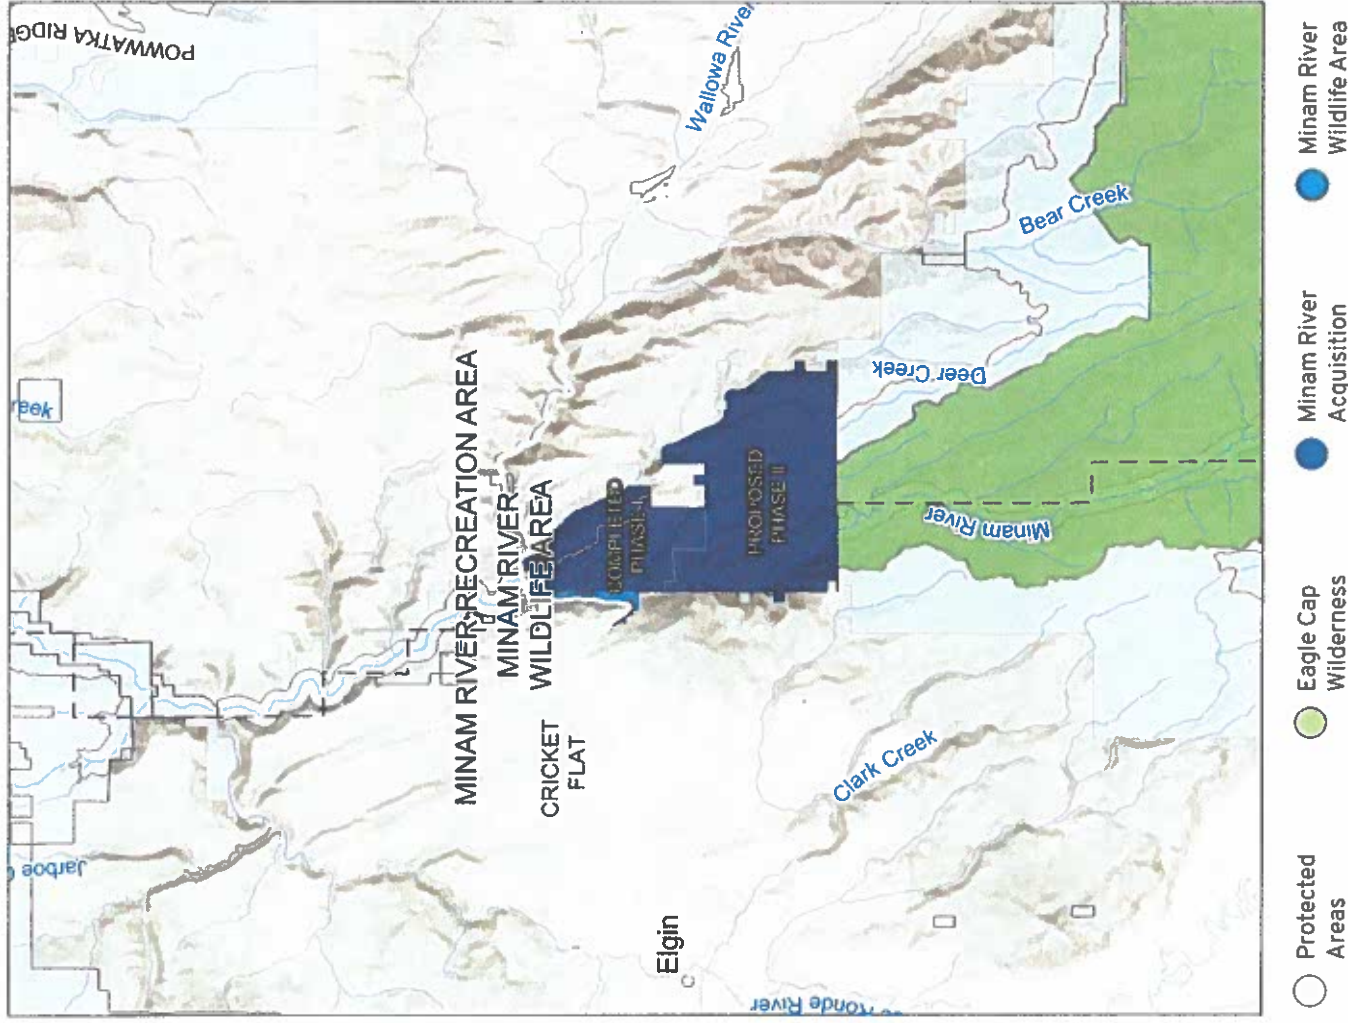 POWWATKA RIDGE
Wallowa River
reek
Bear Creek
Deer Creek
MINAM RIVER RECREATION AREA
MINAM RIVER
WILDLIFE AREA
COMPLETED
PHASE I
PROPOSED
PHASE II
Minam River
CRICKET
FLAT
Clark Creek
Jarboe C
Elgin
Ronde River
Protected
Areas
Eagle Cap
Wilderness
Minam River
Acquisition
Minam River
Wildlife Area